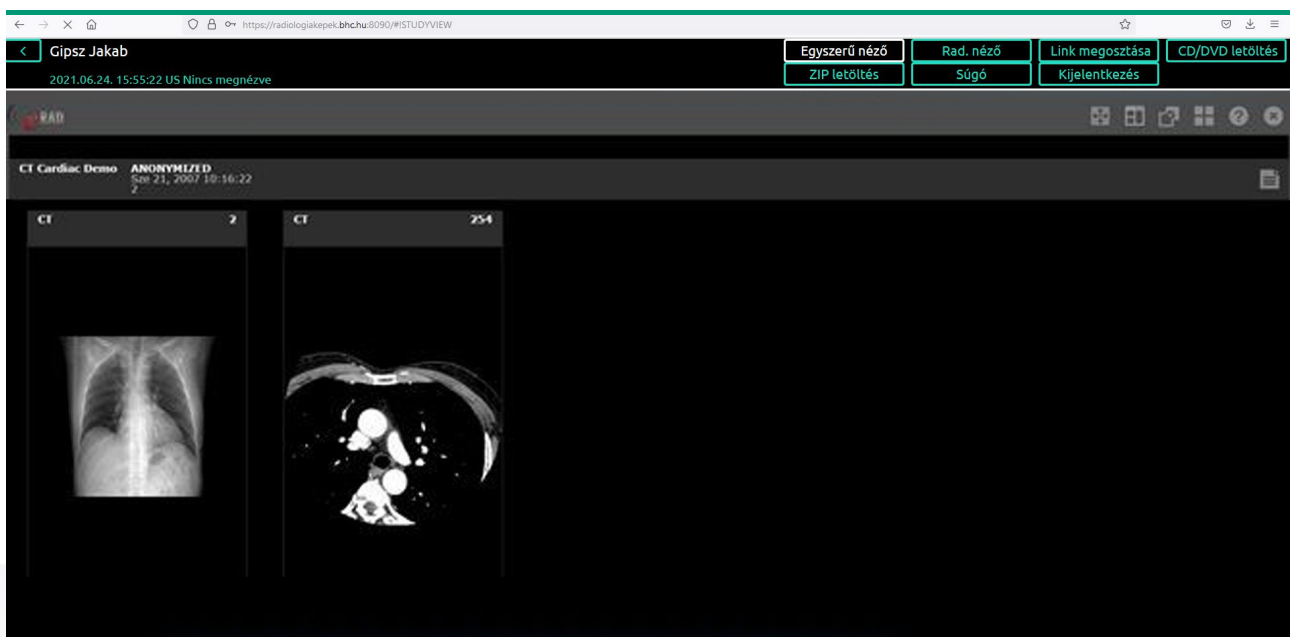 https://radiologiakepek.bhc.hu:8090/#!STUDYVIEW
<
Gipsz Jakab
Egyszerű néző
Rad. néző
Link megosztása
CD/DVD letöltés
2021.06.24. 15:55:22 US Nincs megnézve
ZIP letöltés
Súgó
Kijelentkezés
RAD
CT Cardiac Demo
ANONYMIZED
Sze 21, 2007 10:16:22
2
CT 2
CT 254